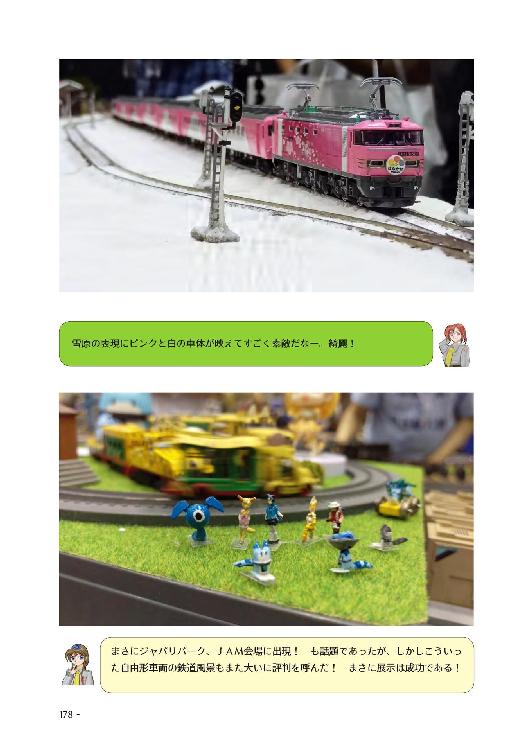 雪原の表現にピンクと白の車体が映えてすごく素敵だなー。綺麗！
まさにジャパリパーク、ＪＡＭ会場に出現！　も話題であったが、しかしこういっ
た自由形車両の鉄道風景もまた大いに評判を呼んだ！　まさに展示は成功である！
178 -